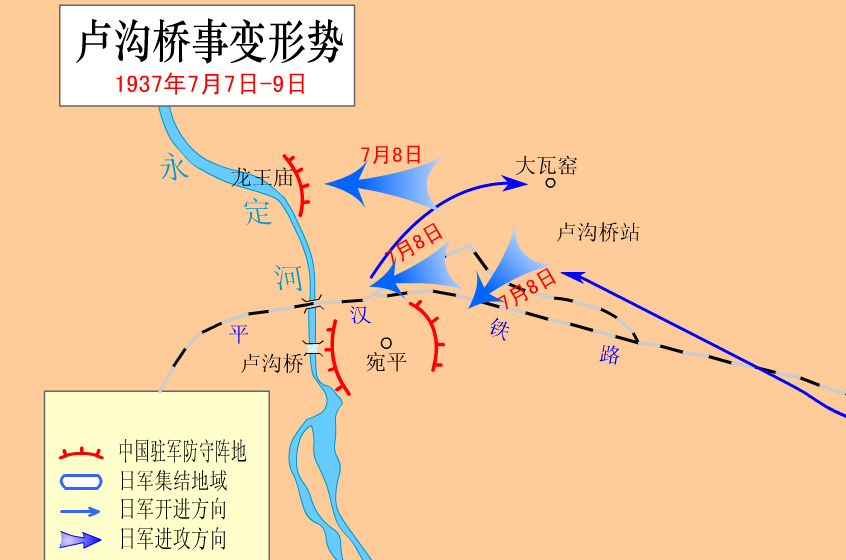 卢沟桥事变形势
1937年7月7日-9日
永
定
河
龙王庙
7月8日
大瓦窑
卢沟桥站
7月8日
7月8日
平
汉
铁
路
卢沟桥
宛平
中国驻军防守阵地
日军集结地域
日军开进方向
日军进攻方向